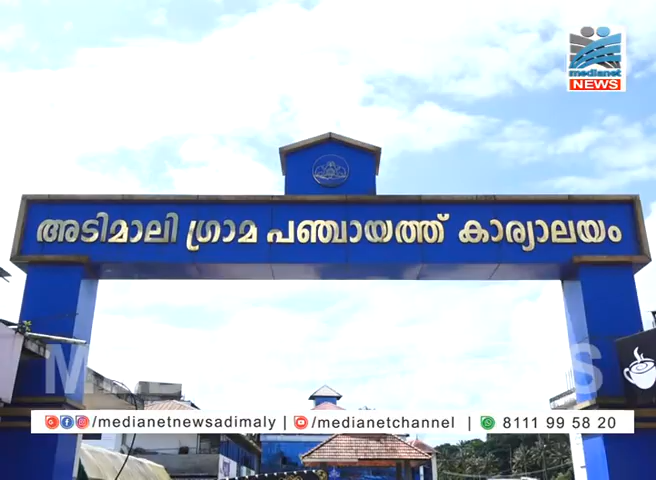 medianet
NEWS
അടിമാലി ഗ്രാമ പഞ്ചായത്ത് കാര്യാലയം
/medianetnewsadimaly | /medianetchannel | 8111 99 58 20